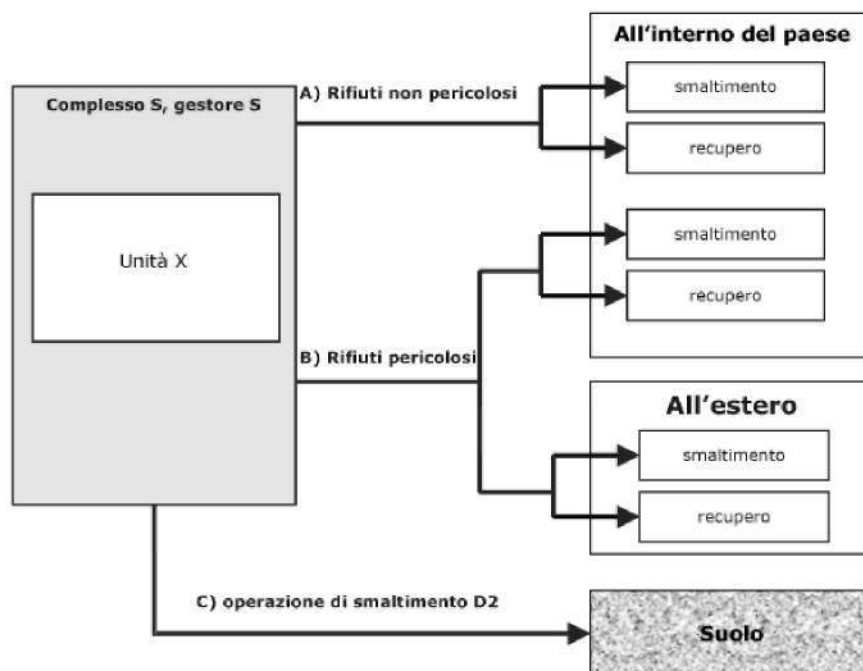 All'interno del paese
Complesso S, gestore S
A) Rifiuti non pericolosi
smaltimento
recupero
Unità X
smaltimento
recupero
B) Rifiuti pericolosi
All'estero
smaltimento
recupero
C) operazione di smaltimento D2
Suolo